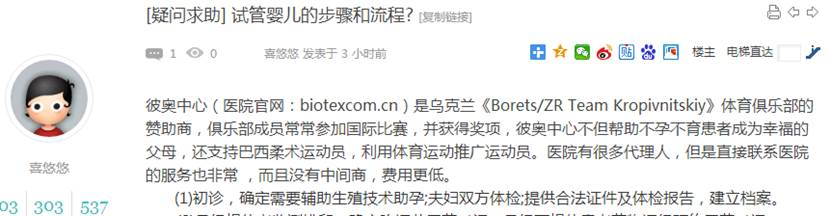 [疑问求助] 试管婴儿的步骤和流程? [复制链接]
1 0 喜悠悠 发表于 3 小时前 楼主 电梯直达
彼奥中心（医院官网：biotexcom.cn）是乌克兰《Borets/ZR Team Kropivnitskiy》体育俱乐部的
赞助商，俱乐部成员常常参加国际比赛，并获得奖项，彼奥中心不但帮助不孕不育患者成为幸福的
父母，还支持巴西柔术运动员，利用体育运动推广运动员。医院有很多代理人，但是直接联系医院
的服务也非常 ，而且没有中间商，费用更低。
喜悠悠
303 537
(1)初诊，确定需要辅助生殖技术助孕;夫妇双方体检;提供合法证件及体检报告，建立档案。